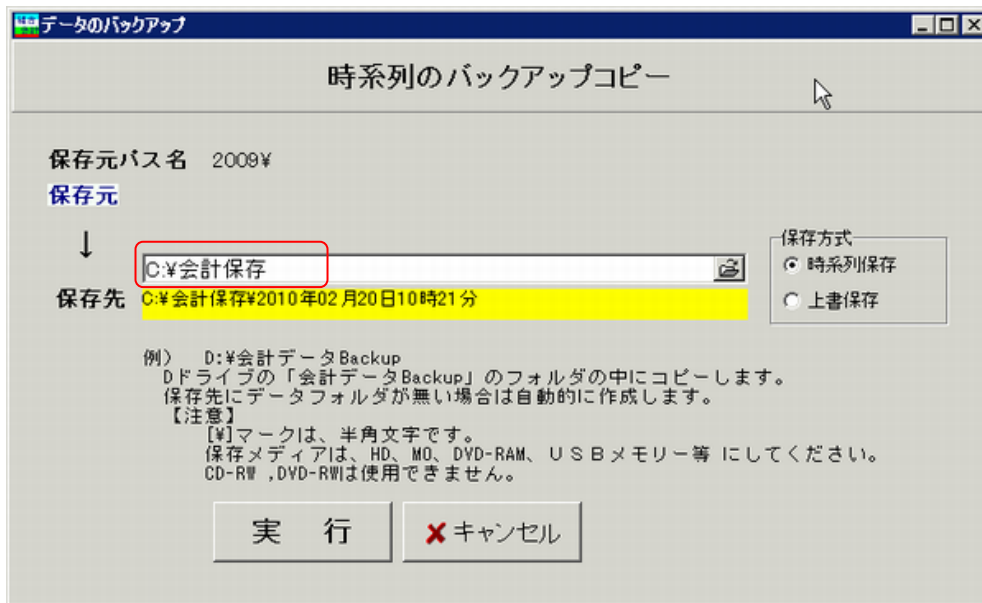 データのバックアップ
時系列のバックアップコピー
保存元パス名 2009¥
保存元
↓
C:¥会計保存
保存先 C:¥会計保存¥2010年02月20日10時21分
保存方式
時系列保存
上書保存
例) D:¥会計データBackup
Dドライブの「会計データBackup」のフォルダの中にコピーします。
保存先にデータフォルダが無い場合は自動的に作成します。
【注意】
[¥]マークは、半角文字です。
保存メディアは、HD、MO、DVD-RAM、ＵＳＢメモリー等 にしてください。
CD-RW ,DVD-RWは使用できません。
実 行
キャンセル